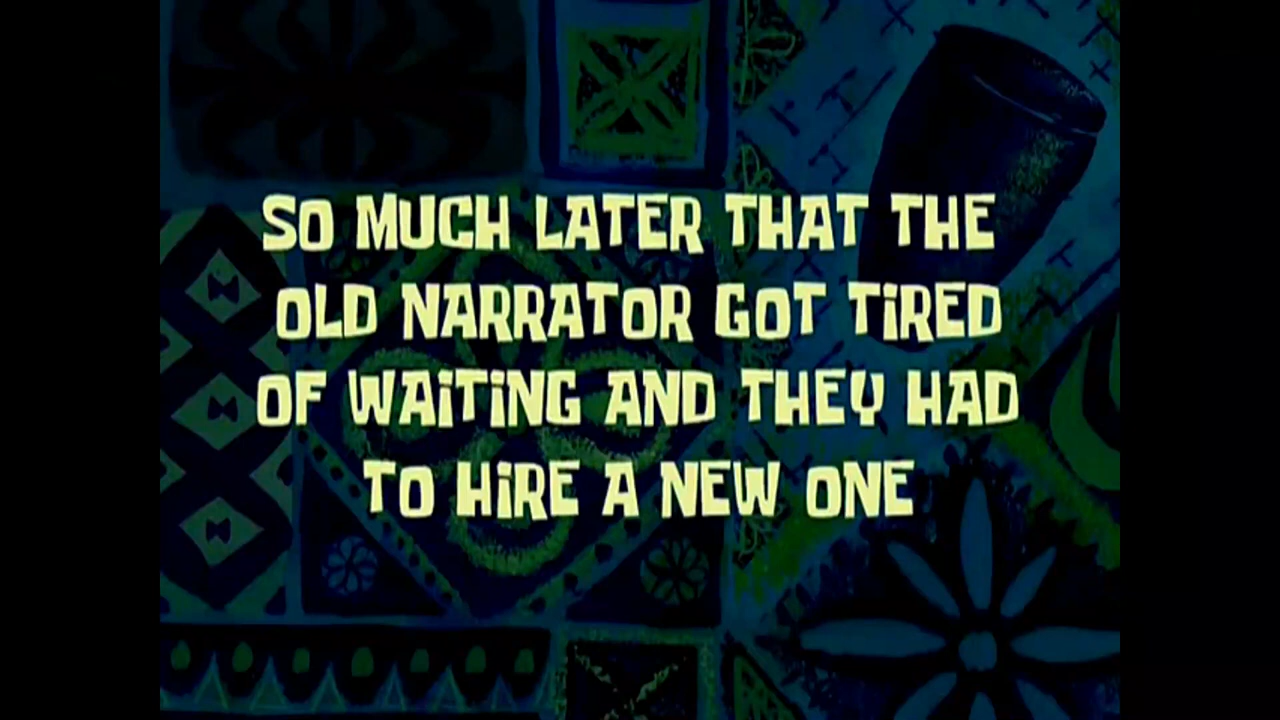 SO MUCH LATER THAT THE
OLD NARRATOR GOT TIRED
OF WAITING AND THEY HAD
TO HIRE A NEW ONE